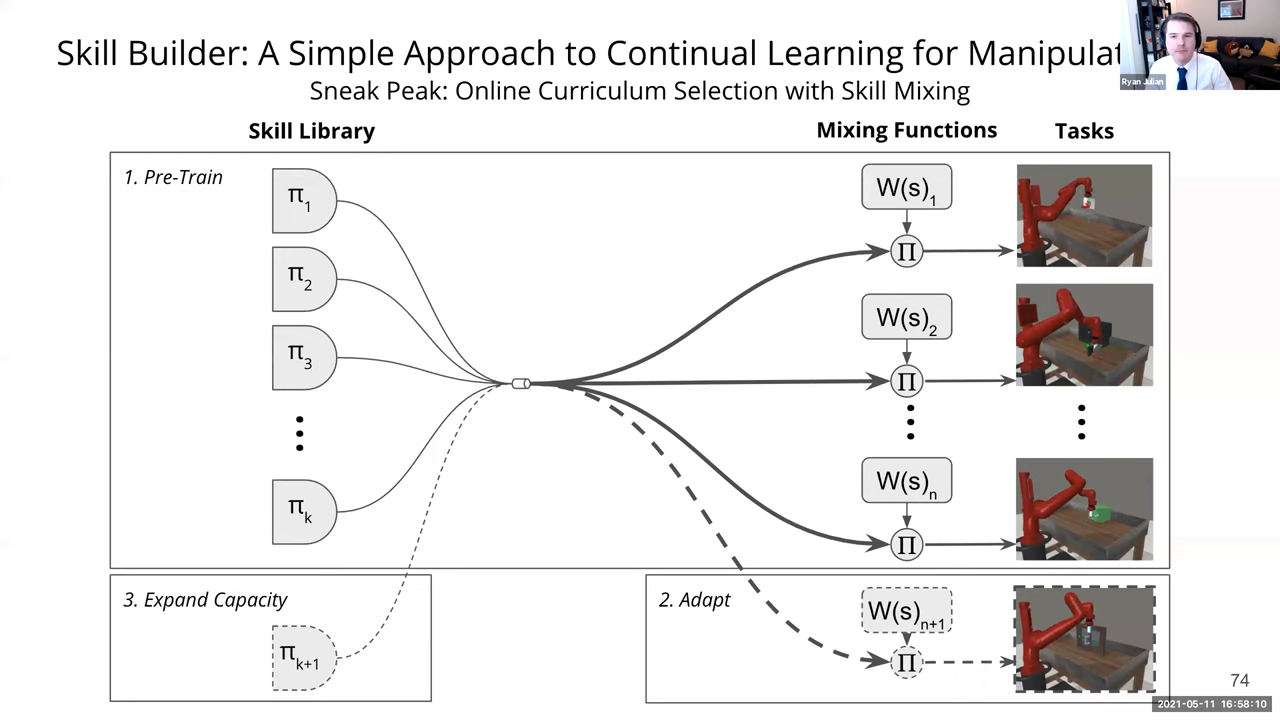 Skill Builder: A Simple Approach to Continual Learning for Manipulat
Ryan Julian
Sneak Peak: Online Curriculum Selection with Skill Mixing
Skill Library
Mixing Functions
Tasks
1. Pre-Train
π1
π2
π3
πk
W(s)1
Π
W(s)2
Π
W(s)n
Π
3. Expand Capacity
πk+1
2. Adapt
W(s)n+1
Π
74
2021-05-11 16:58:10